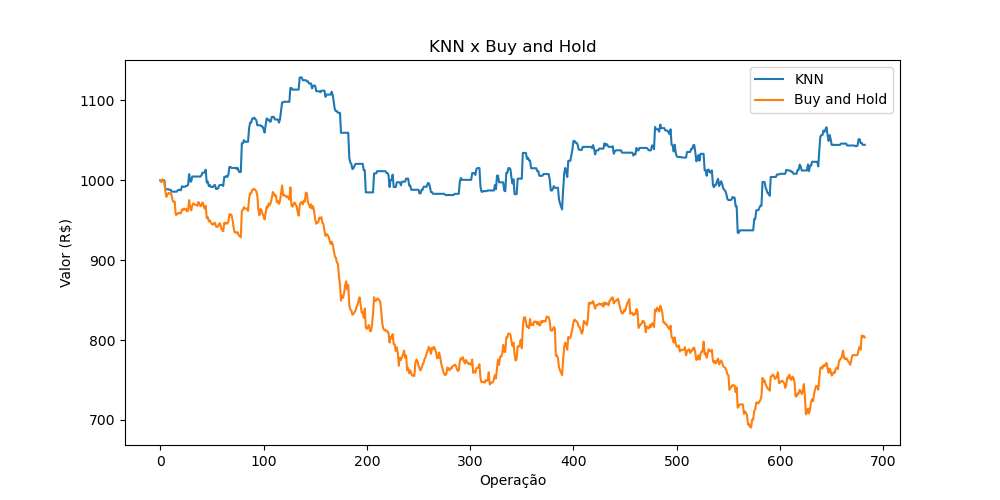 KNN x Buy and Hold
KNN
Buy and Hold
Valor (R$)
1100
1000
900
800
700
0 100 200 300 400 500 600 700
Operação